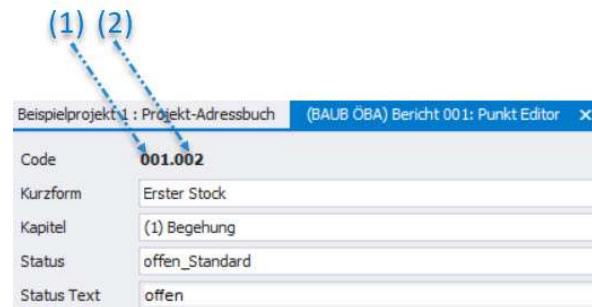 (1) (2)
Beispielprojekt 1 : Projekt-Adressbuch (BAUB ÖBA) Bericht 001: Punkt Editor ×
Code 001.002
Kurzform Erster Stock
Kapitel (1) Begehung
Status offen_Standard
Status Text offen